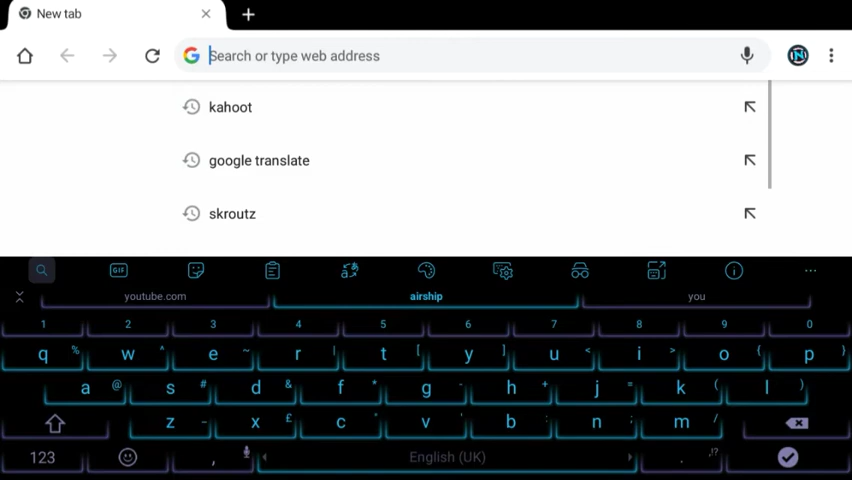 New tab
Search or type web address
kahoot
google translate
skroutz
GIF
youtube.com airship you
1 2 3 4 5 6 7 8 9 0
q % w ^ e ~ r | t [ y ] u < i > o { p }
a @ s # d & f * g - h + j = k ( l )
z _ x £ c " v ' b : n ; m /
123 , English (UK) . ,!?